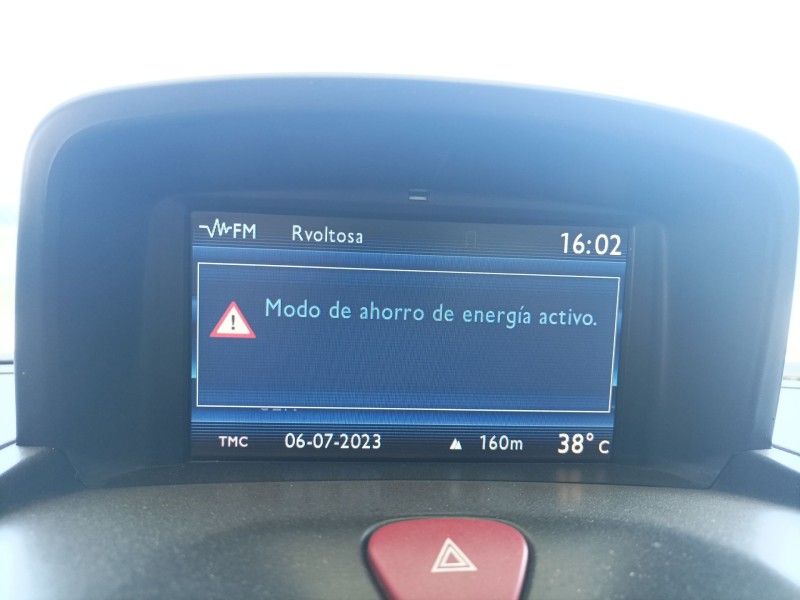 FM Rvoltosa 16:02
Modo de ahorro de energía activo.
TMC 06-07-2023 160m 38° C